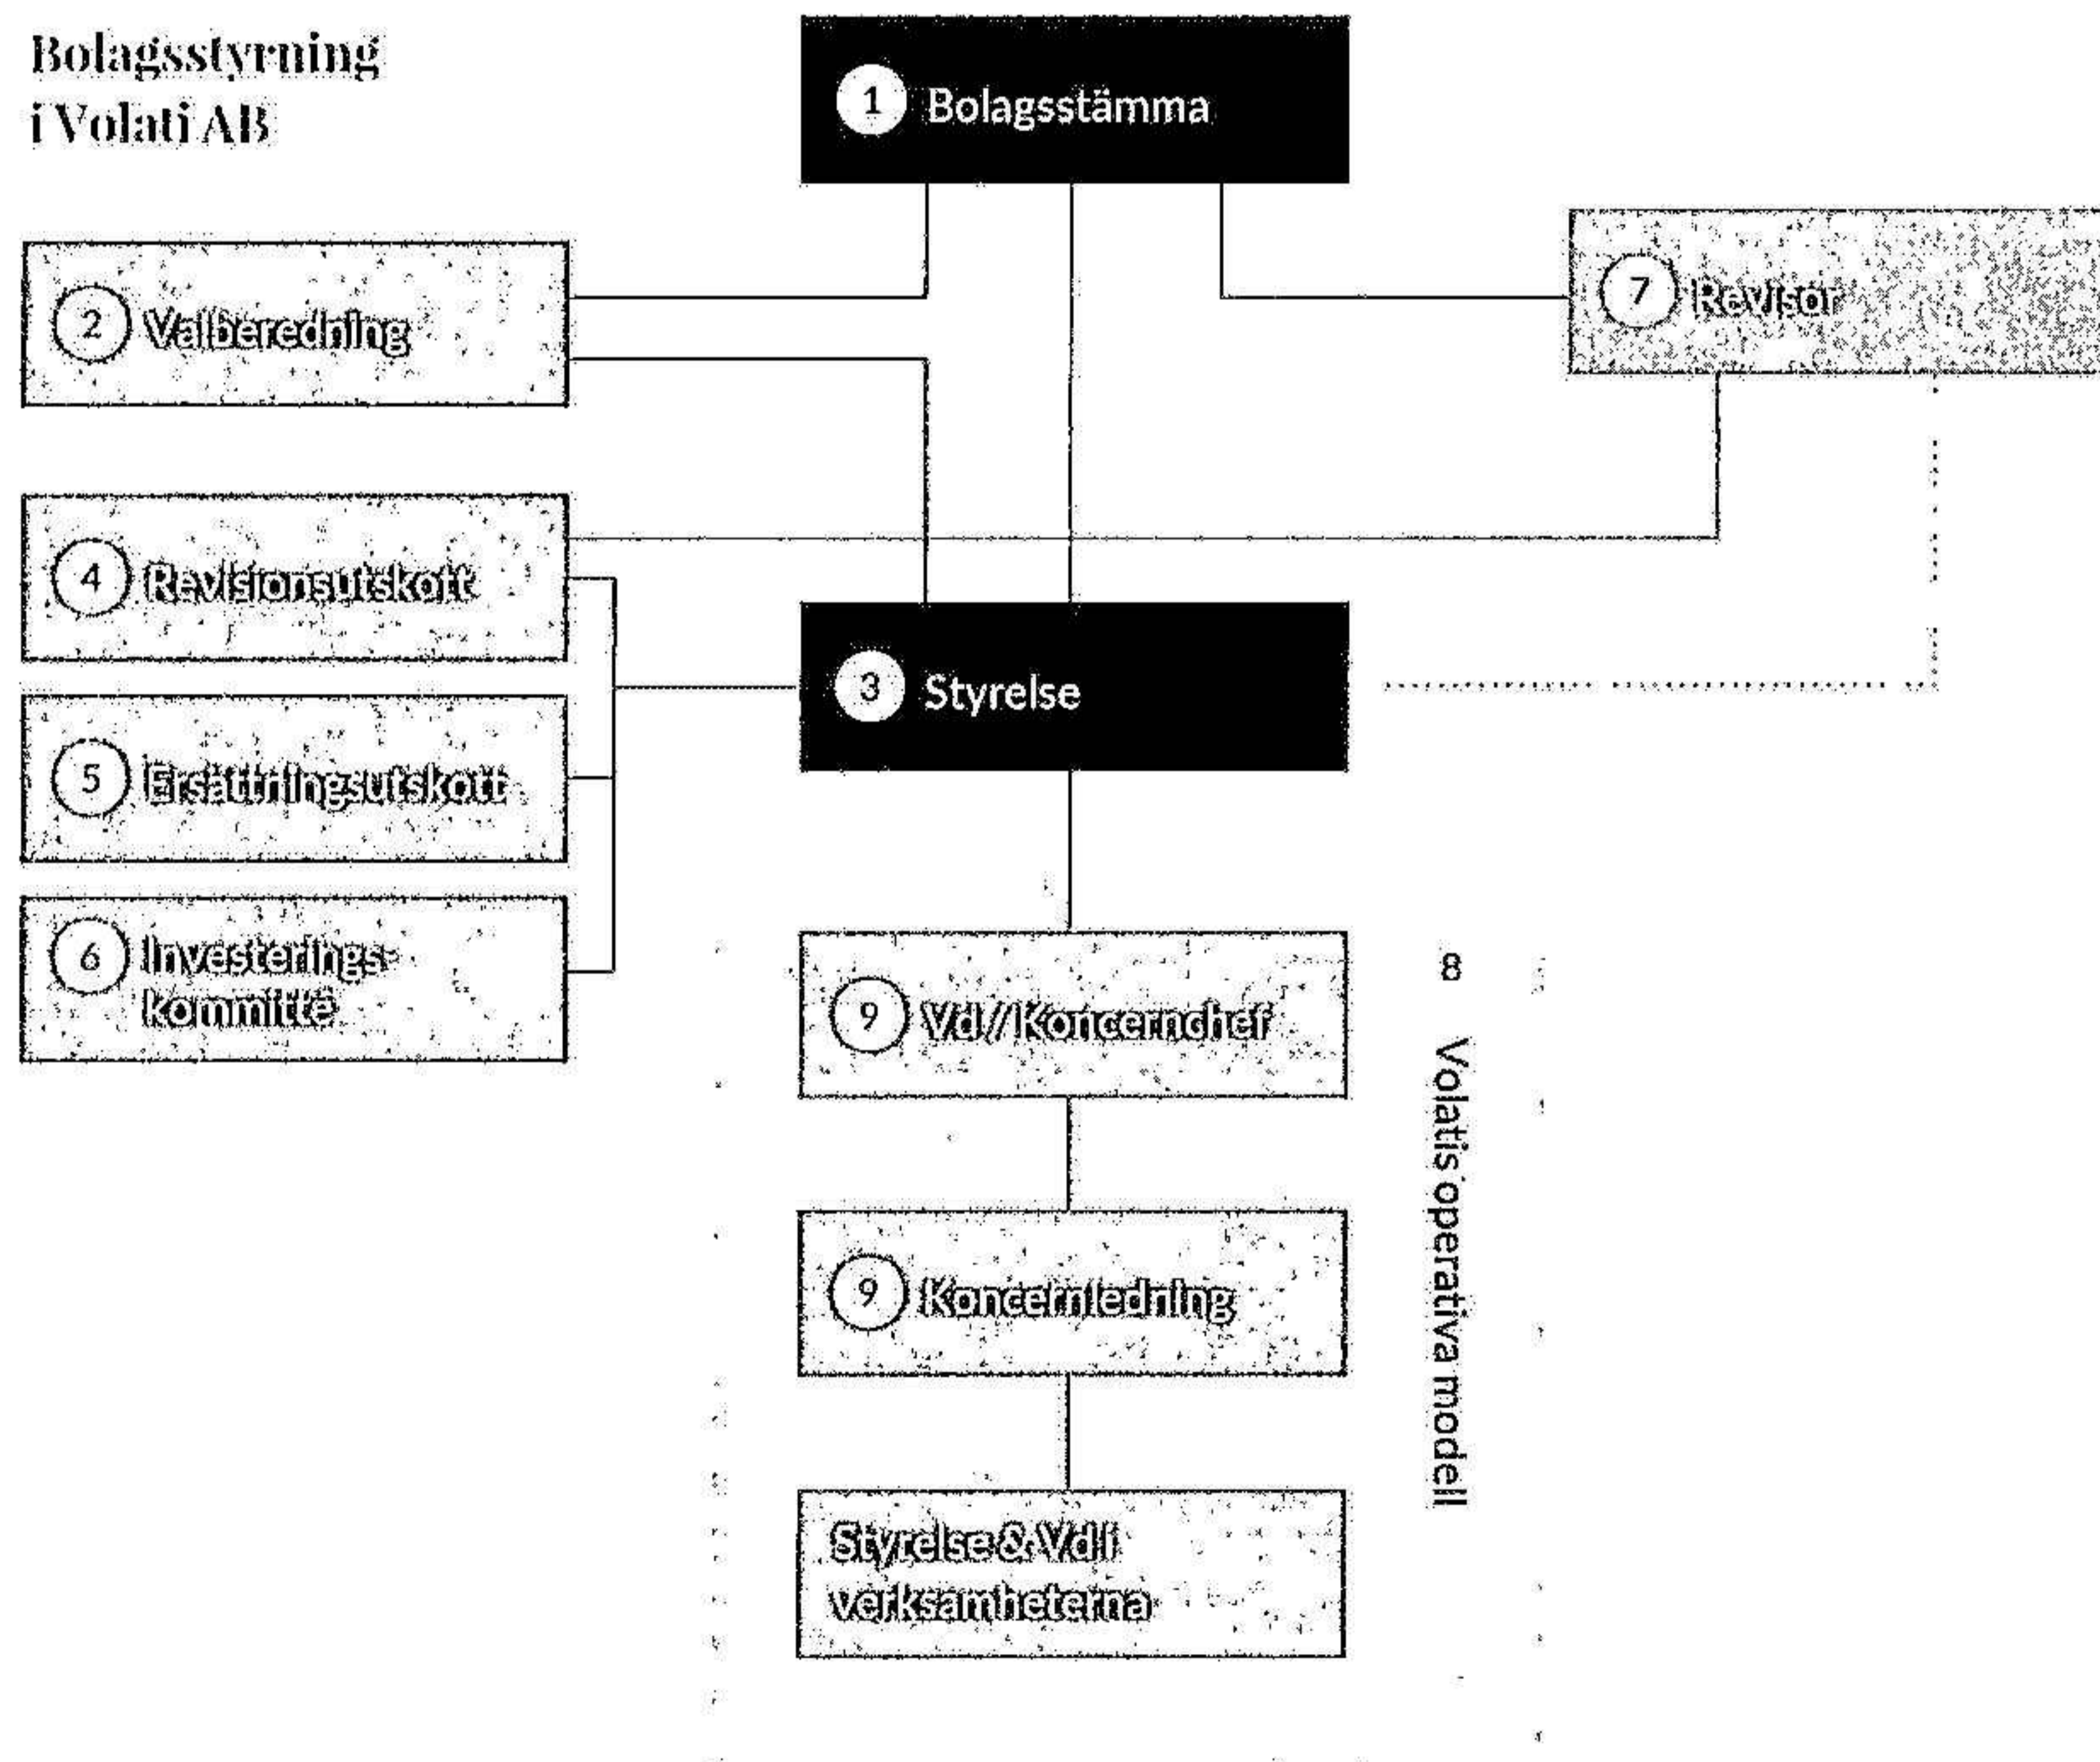 Bolagsstyrning
i Volati AB
1 Bolagsstämma
2 Valberedning
7 Revisor
4 Revisionsutskott
3 Styrelse
5 Ersättningsutskott
6 Investerings-
kommitté
9 Vd // Koncernchef
8 Volatis operativa modell
9 Koncernledning
Styrelse & Vd i
verksamheterna